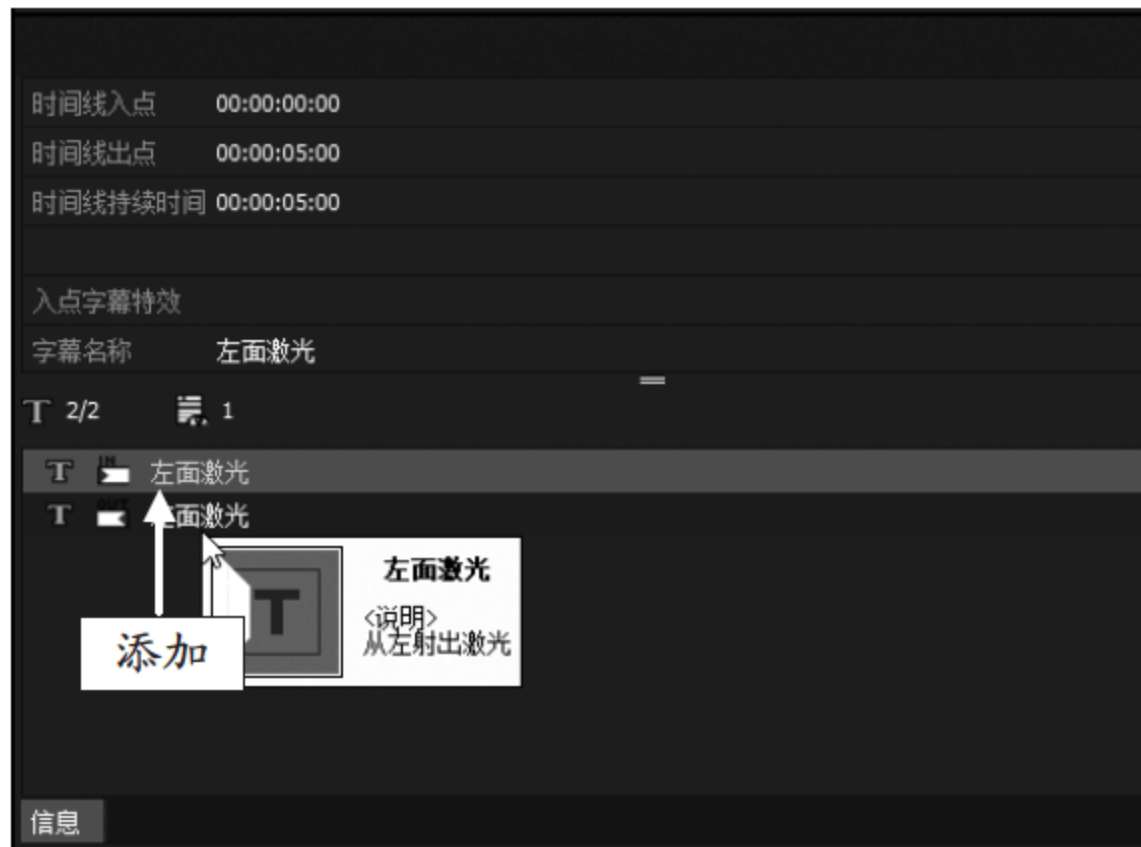 时间线入点 00:00:00:00
时间线出点 00:00:05:00
时间线持续时间 00:00:05:00
入点字幕特效
字幕名称 左面激光
T 2/2 1
T IN 左面激光
T OUT 左面激光
左面激光
T
<说明>
从左射出激光
添加
信息